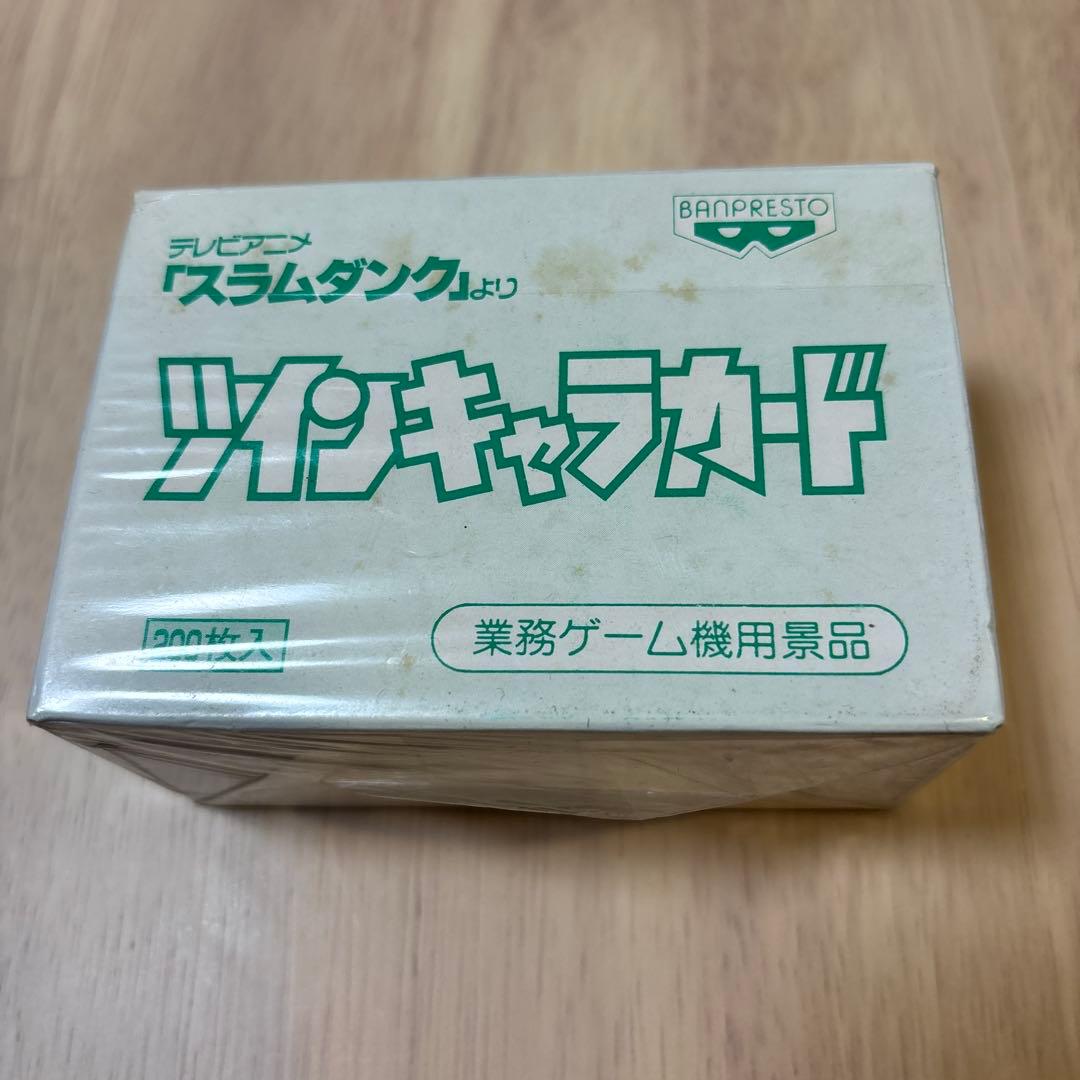 BANPRESTO
テレビアニメ
「スラムダンク」より
ツインキャラカード
200枚入
業務ゲーム機用景品